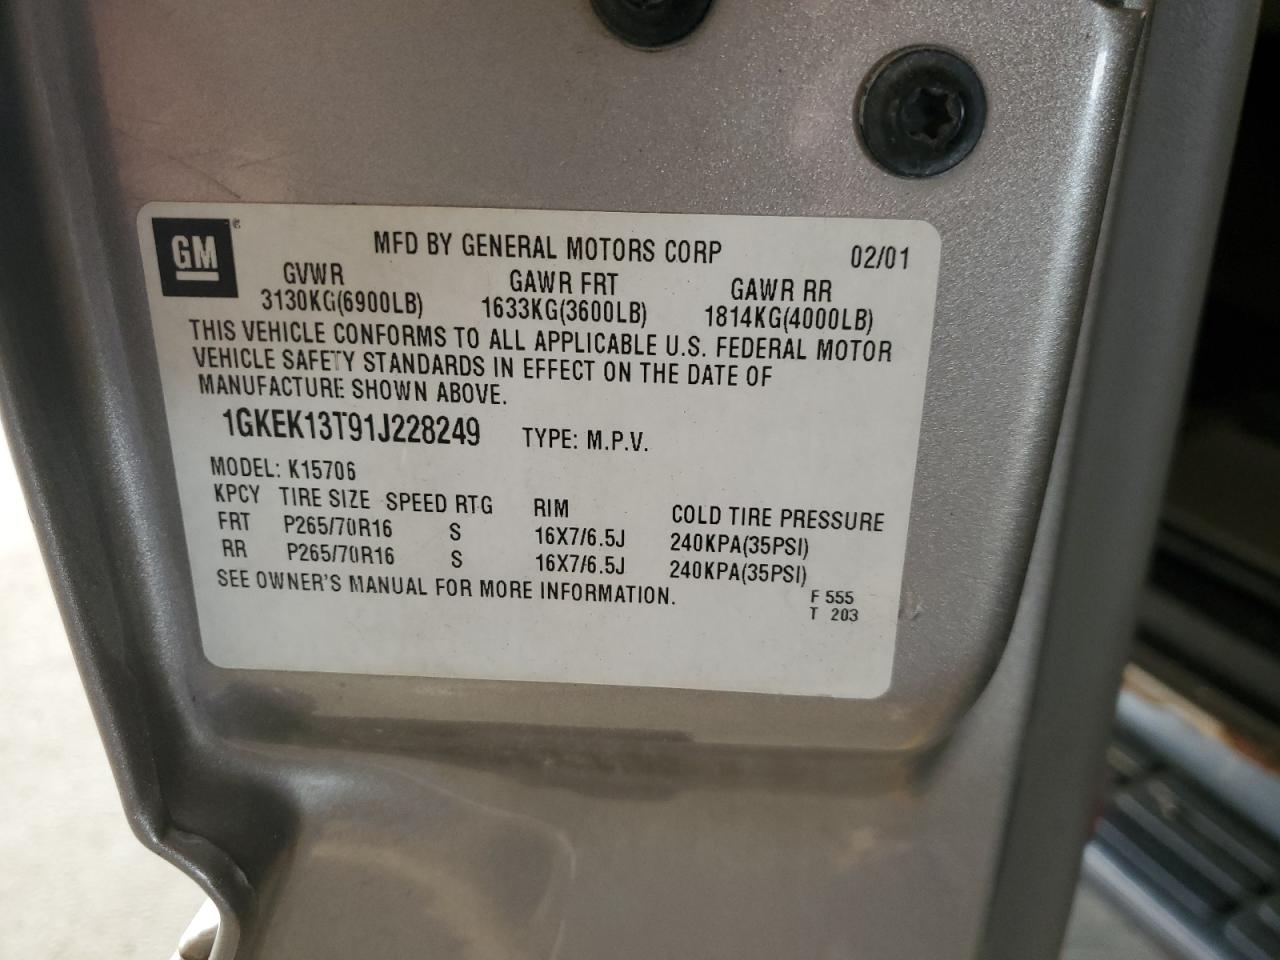 GM ®
MFD BY GENERAL MOTORS CORP 02/01
GVWR GAWR FRT GAWR RR
3130KG(6900LB) 1633KG(3600LB) 1814KG(4000LB)
THIS VEHICLE CONFORMS TO ALL APPLICABLE U.S. FEDERAL MOTOR
VEHICLE SAFETY STANDARDS IN EFFECT ON THE DATE OF
MANUFACTURE SHOWN ABOVE.
1GKEK13T91J228249 TYPE: M.P.V.
MODEL: K15706
KPCY TIRE SIZE SPEED RTG RIM COLD TIRE PRESSURE
FRT P265/70R16 S 16X7/6.5J 240KPA(35PSI)
RR P265/70R16 S 16X7/6.5J 240KPA(35PSI)
SEE OWNER'S MANUAL FOR MORE INFORMATION.
F 555
T 203